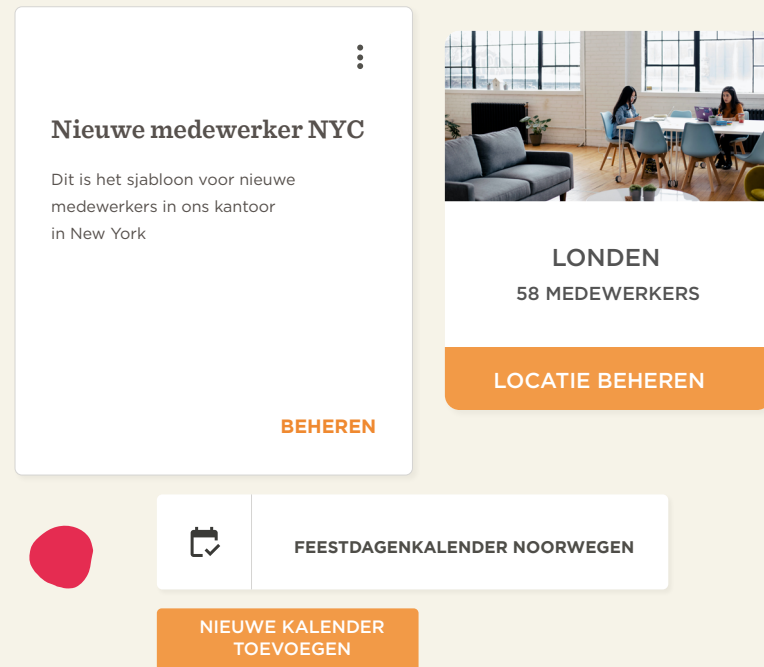 Nieuwe medewerker NYC
Dit is het sjabloon voor nieuwe
medewerkers in ons kantoor
in New York
BEHEREN
LONDEN
58 MEDEWERKERS
LOCATIE BEHEREN
FEESTDAGENKALENDER NOORWEGEN
NIEUWE KALENDER
TOEVOEGEN